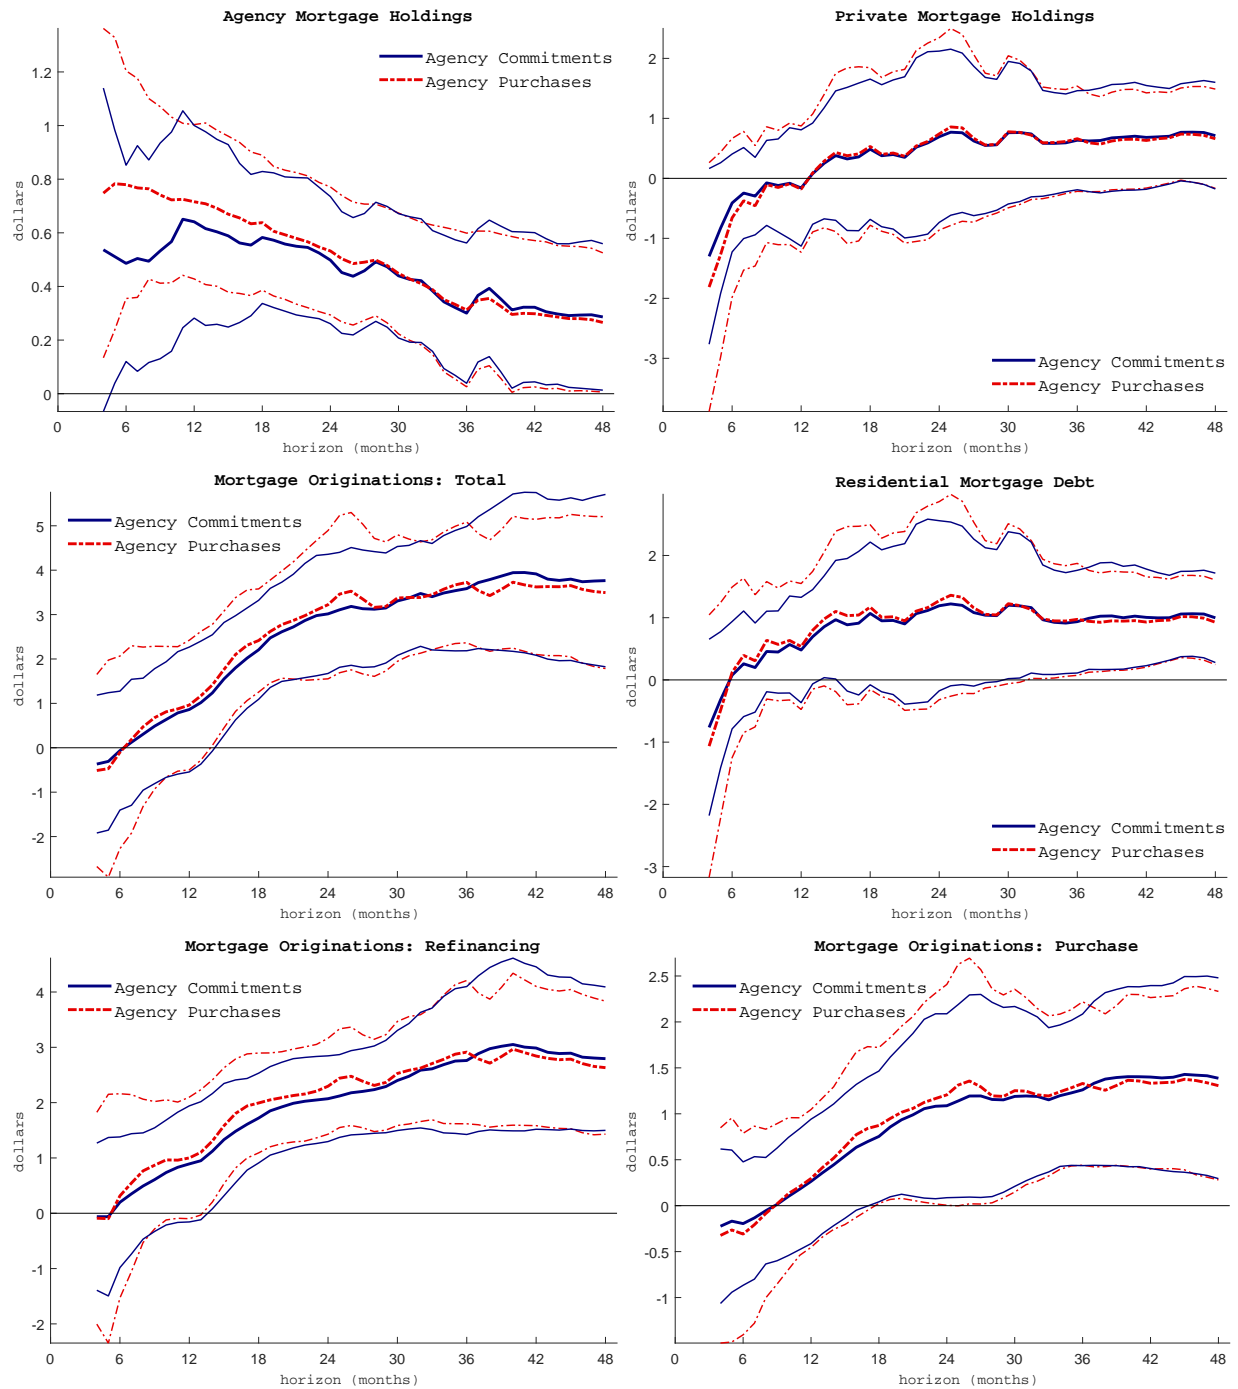 Agency Mortgage Holdings
Agency Commitments
Agency Purchases
1.2
1
0.8
0.6
0.4
0.2
0
dollars
0 6 12 18 24 30 36 42 48
horizon (months)
Private Mortgage Holdings
2
1
0
-1
-2
-3
dollars
Agency Commitments
Agency Purchases
0 6 12 18 24 30 36 42 48
horizon (months)
Mortgage Originations: Total
Agency Commitments
Agency Purchases
5
4
3
2
1
0
-1
-2
dollars
0 6 12 18 24 30 36 42 48
horizon (months)
Residential Mortgage Debt
2
1
0
-1
-2
-3
dollars
Agency Commitments
Agency Purchases
0 6 12 18 24 30 36 42 48
horizon (months)
Mortgage Originations: Refinancing
Agency Commitments
Agency Purchases
4
3
2
1
0
-1
-2
dollars
0 6 12 18 24 30 36 42 48
horizon (months)
Mortgage Originations: Purchase
Agency Commitments
Agency Purchases
2.5
2
1.5
1
0.5
0
-0.5
-1
dollars
0 6 12 18 24 30 36 42 48
horizon (months)